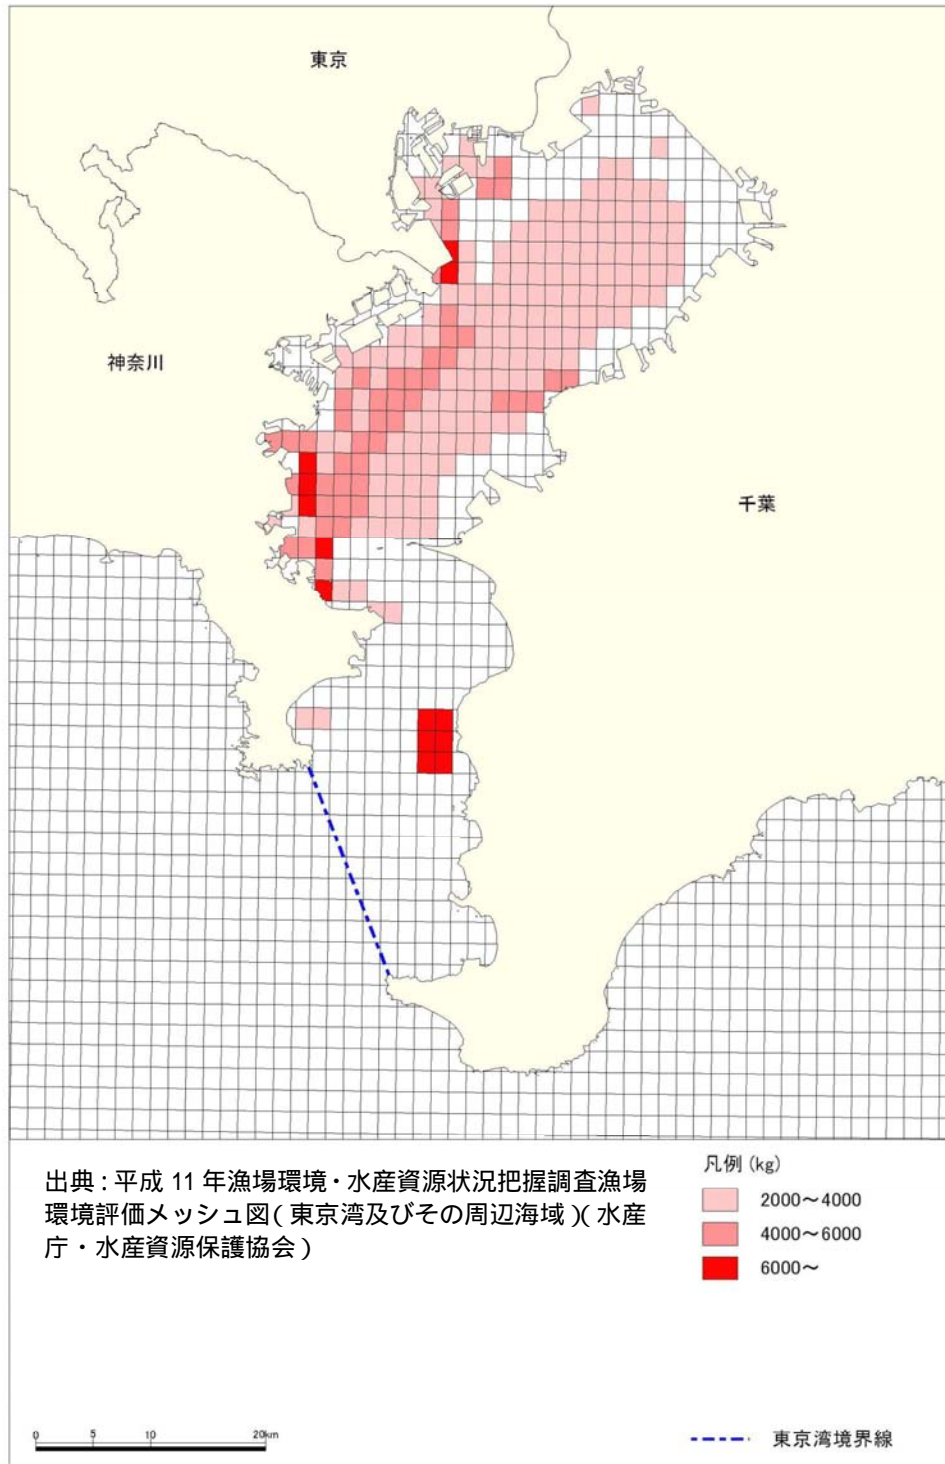 東京
神奈川
千葉
出典：平成 11 年漁場環境・水産資源状況把握調査漁場
環境評価メッシュ図（東京湾及びその周辺海域）（水産
庁・水産資源保護協会）
凡例 (kg)
2000～4000
4000～6000
6000～
0 5 10 20km
東京湾境界線